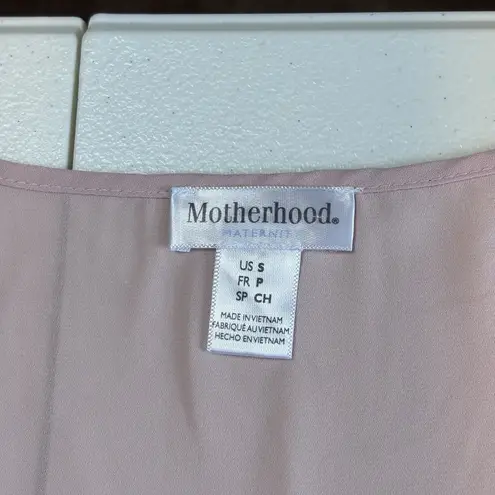 Motherhood®
MATERNIT
US S
FR P
SP CH
MADE IN VIETNAM
FABRIQUÉ AU VIETNAM
HECHO EN VIETNAM